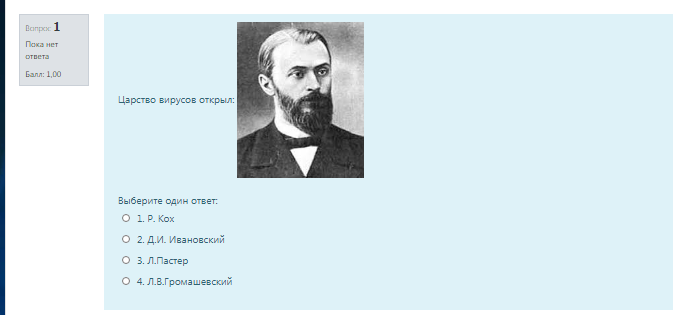 Вопрос 1
Пока нет
ответа
Балл: 1,00
Царство вирусов открыл:
Выберите один ответ:
1. Р. Кох
2. Д.И. Ивановский
3. Л.Пастер
4. Л.В.Громашевский